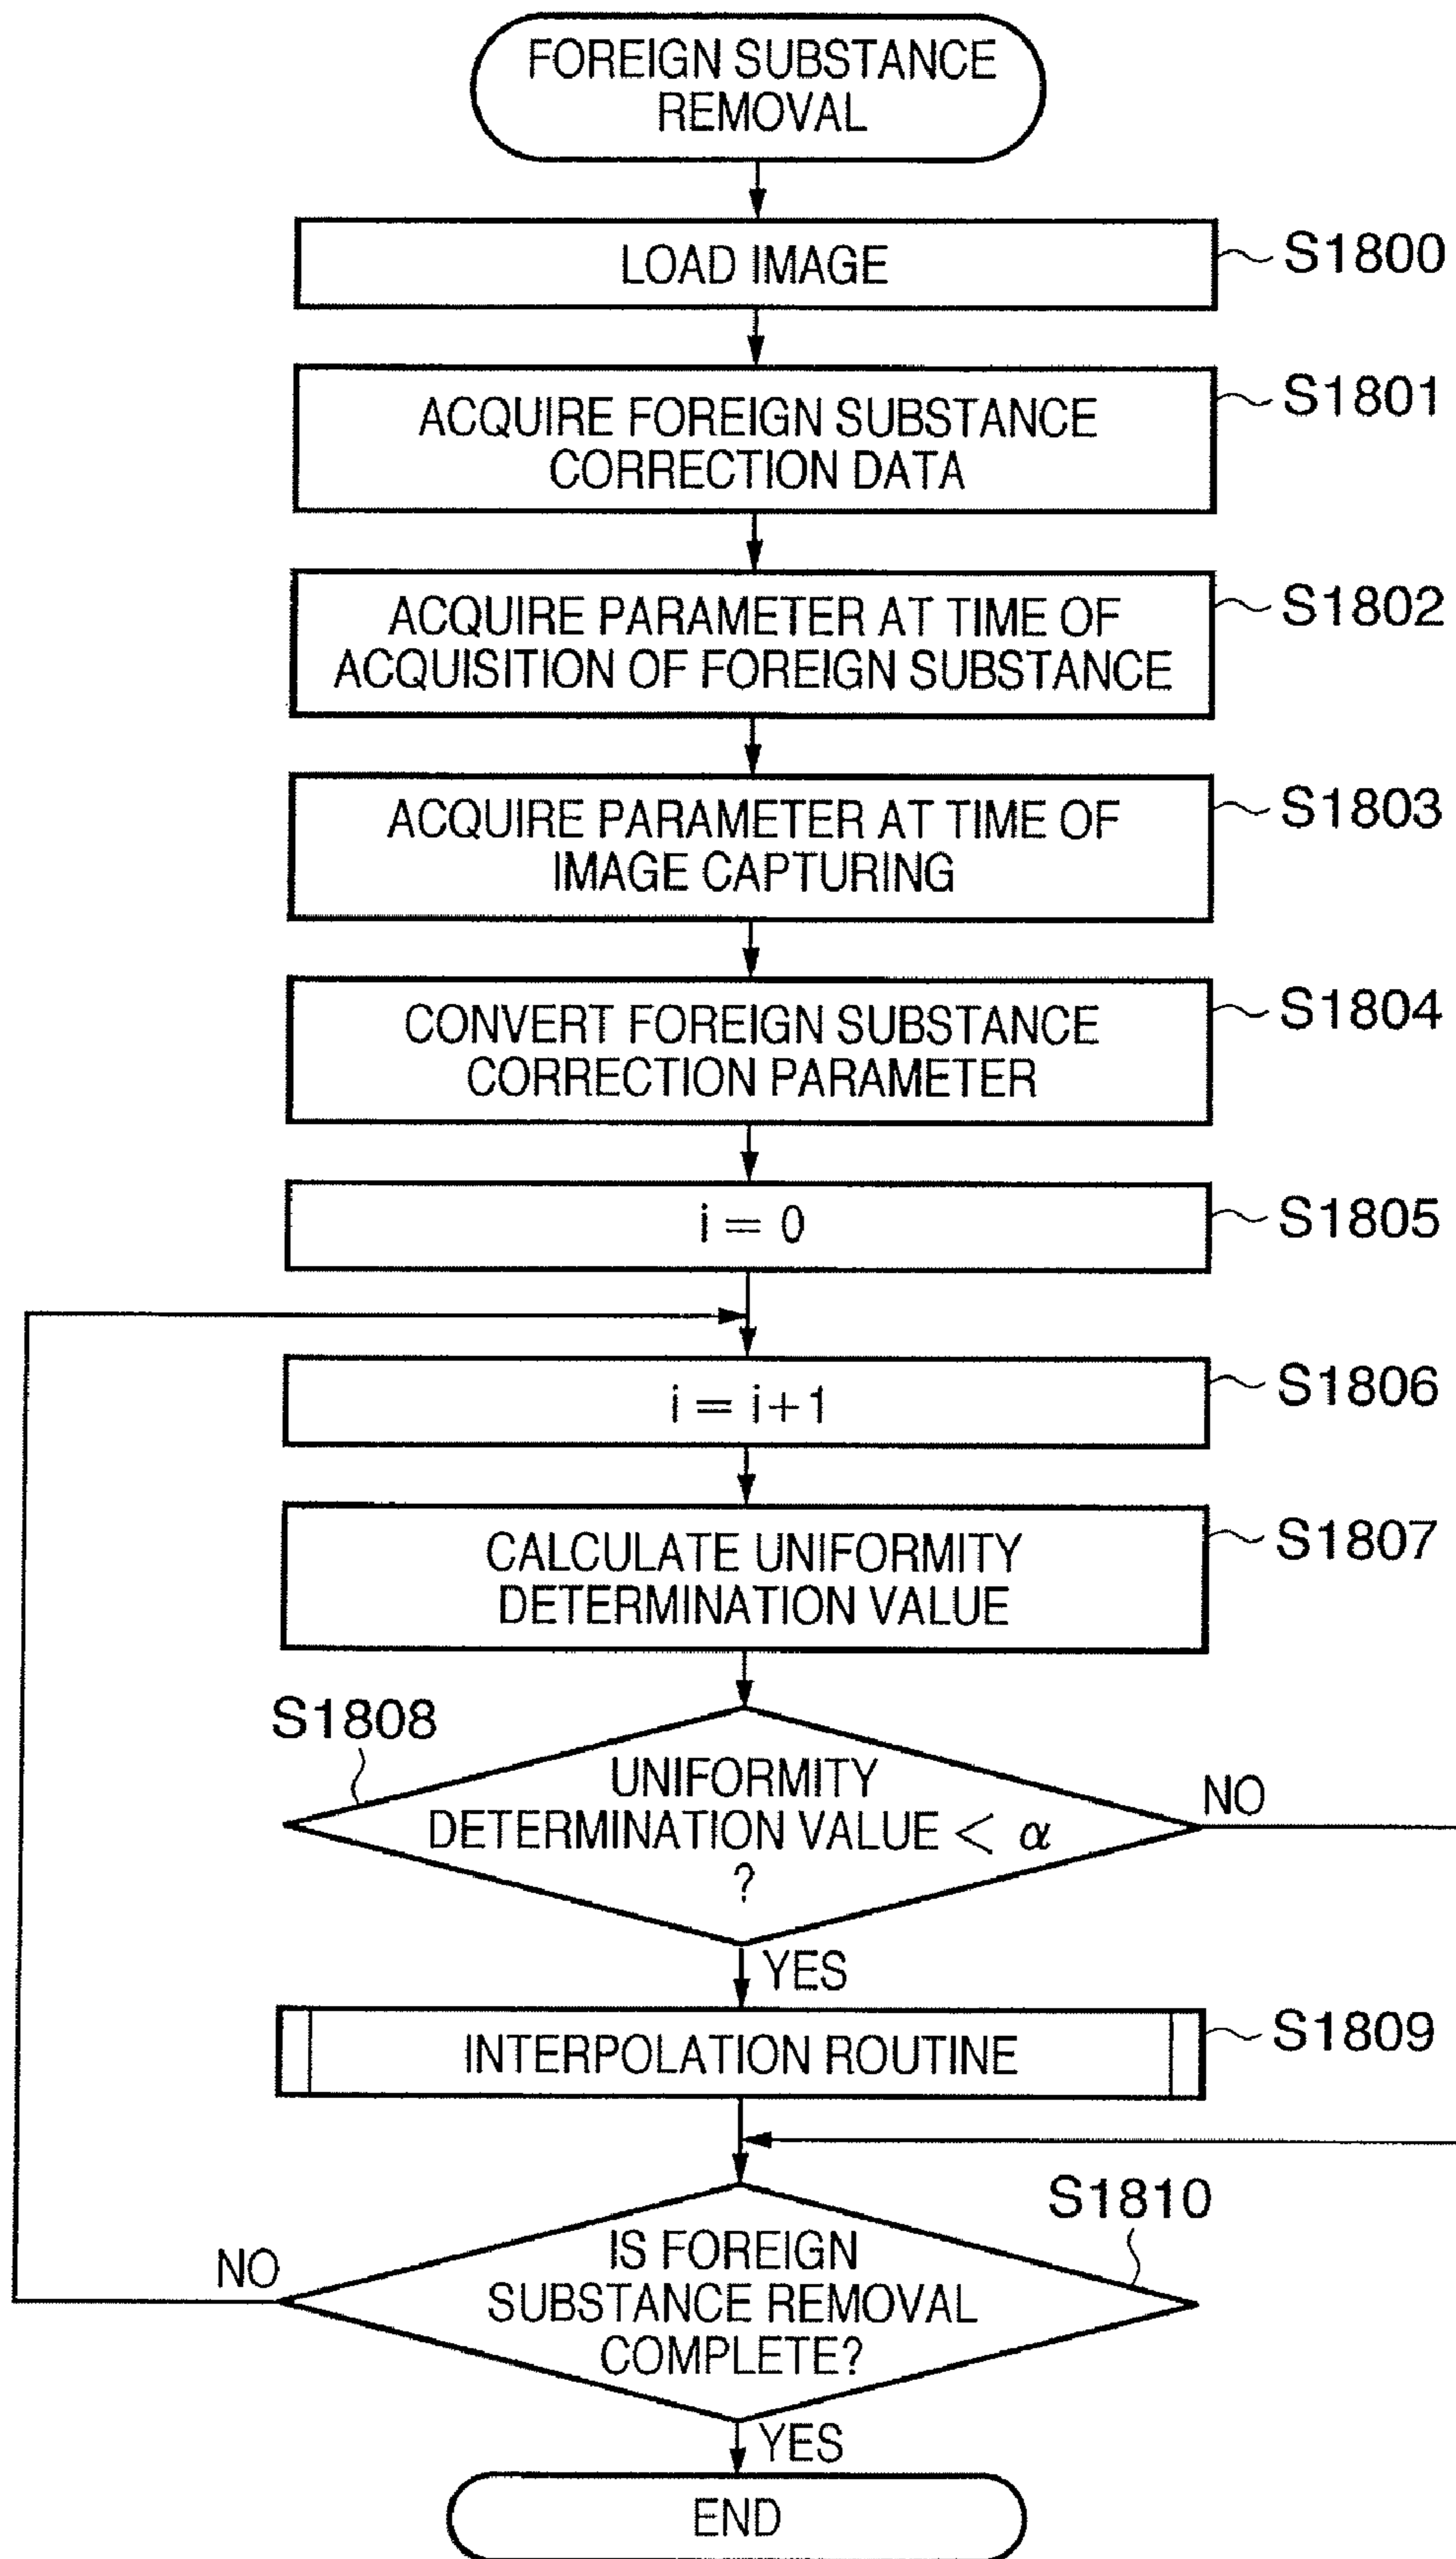 FOREIGN SUBSTANCE
REMOVAL
LOAD IMAGE
S1800
ACQUIRE FOREIGN SUBSTANCE
CORRECTION DATA
S1801
ACQUIRE PARAMETER AT TIME OF
ACQUISITION OF FOREIGN SUBSTANCE
S1802
ACQUIRE PARAMETER AT TIME OF
IMAGE CAPTURING
S1803
CONVERT FOREIGN SUBSTANCE
CORRECTION PARAMETER
S1804
i = 0
S1805
i = i+1
S1806
CALCULATE UNIFORMITY
DETERMINATION VALUE
S1807
S1808
UNIFORMITY
DETERMINATION VALUE < α
?
NO
YES
INTERPOLATION ROUTINE
S1809
S1810
IS FOREIGN
SUBSTANCE REMOVAL
COMPLETE?
NO
YES
END